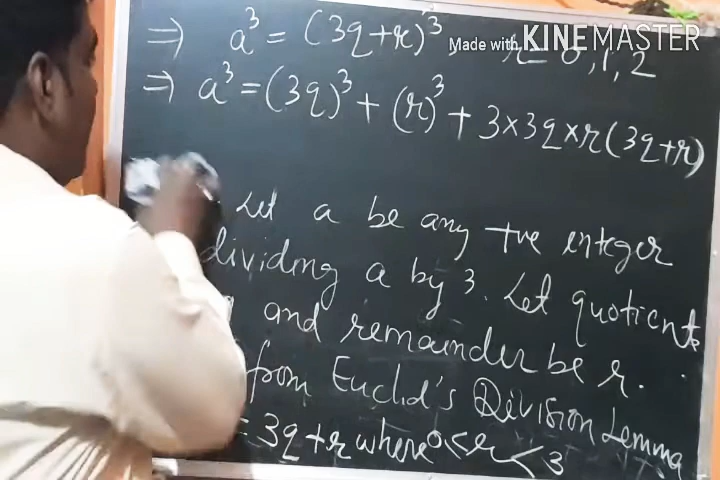 ⇒ a³ = (3q+r)³, r = 0,1,2
Made with KINEMASTER
⇒ a³ = (3q)³ + (r)³ + 3×3q×r(3q+r)
Let a be any +ve integer
dividing a by 3. Let quotient
and remainder be r.
from Euclid's Division Lemma
= 3q+r where 0<r<3